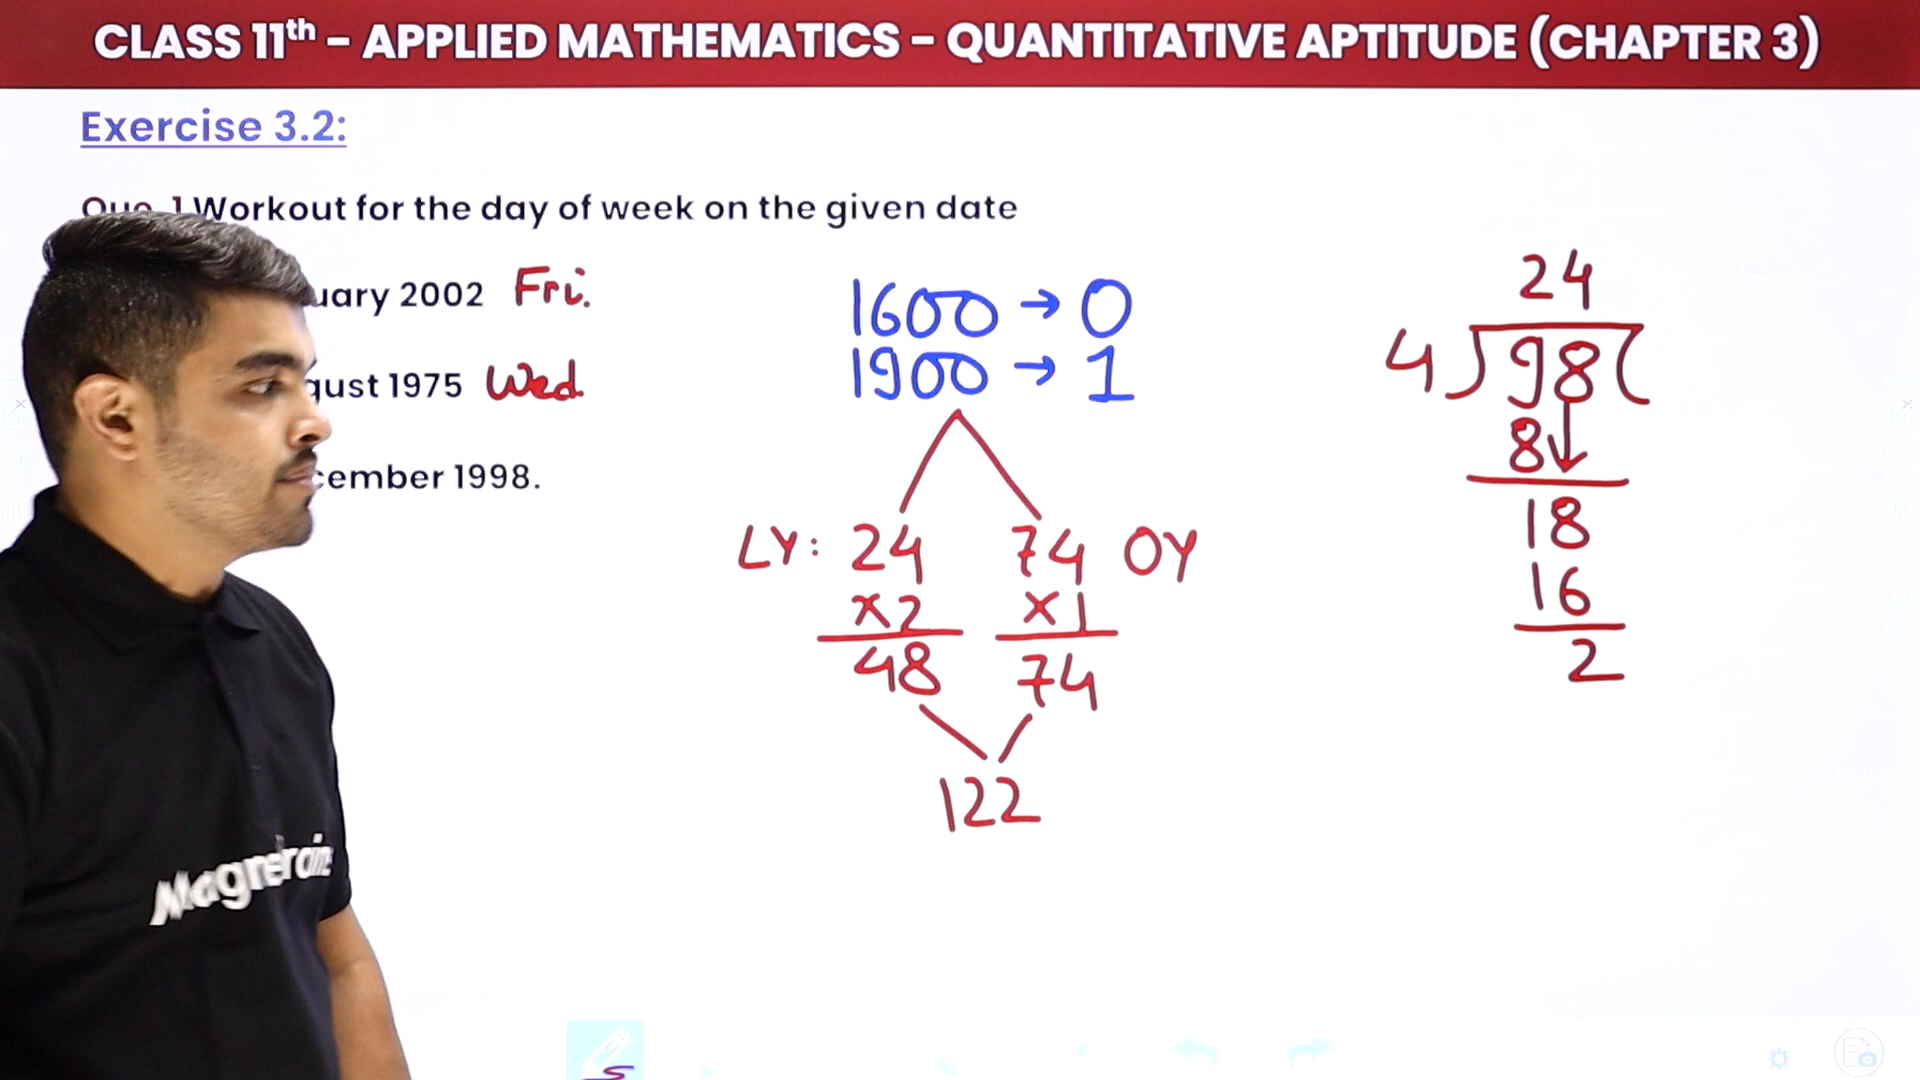 CLASS 11th - APPLIED MATHEMATICS - QUANTITATIVE APTITUDE (CHAPTER 3)
Exercise 3.2:
Que. 1 Workout for the day of week on the given date
uary 2002 Fri.
gust 1975 Wed.
cember 1998.
1600 → 0
1900 → 1
LY: 24 74 OY
×2 ×1
48 74
122
24
4)98(
8
18
16
2